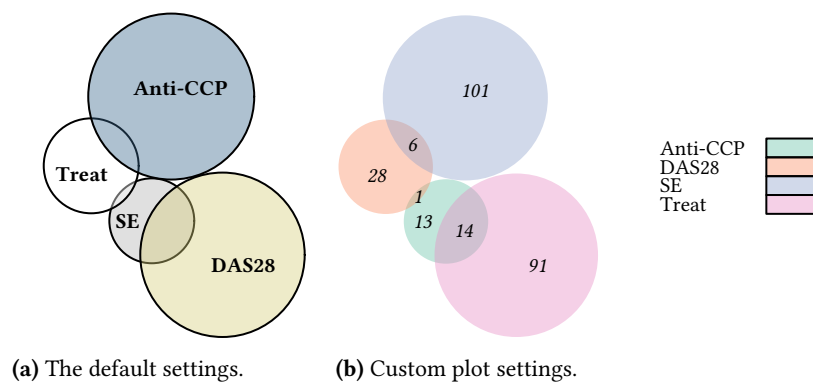 Anti-CCP
Treat
SE
DAS28
(a) The default settings.
101
6
28
1
13
14
91
(b) Custom plot settings.
Anti-CCP
DAS28
SE
Treat